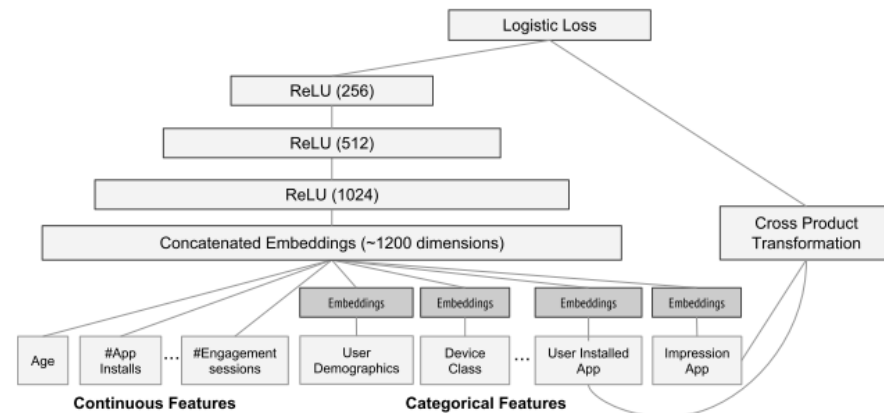 Logistic Loss
ReLU (256)
ReLU (512)
ReLU (1024)
Concatenated Embeddings (~1200 dimensions)
Cross Product
Transformation
Embeddings
Embeddings
Embeddings
Embeddings
Age
#App
Installs
...
#Engagement
sessions
User
Demographics
Device
Class
...
User Installed
App
Impression
App
Continuous Features
Categorical Features